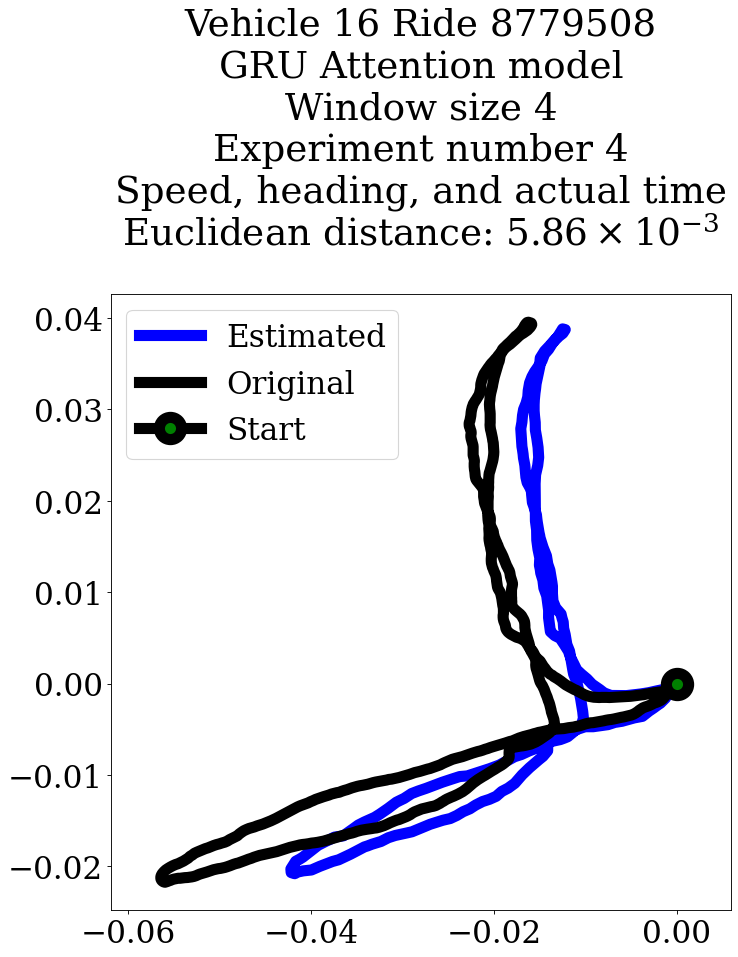 Vehicle 16 Ride 8779508
GRU Attention model
Window size 4
Experiment number 4
Speed, heading, and actual time
Euclidean distance: 5.86 × 10⁻³
Estimated
Original
Start
0.04
0.03
0.02
0.01
0.00
−0.01
−0.02
−0.06 −0.04 −0.02 0.00